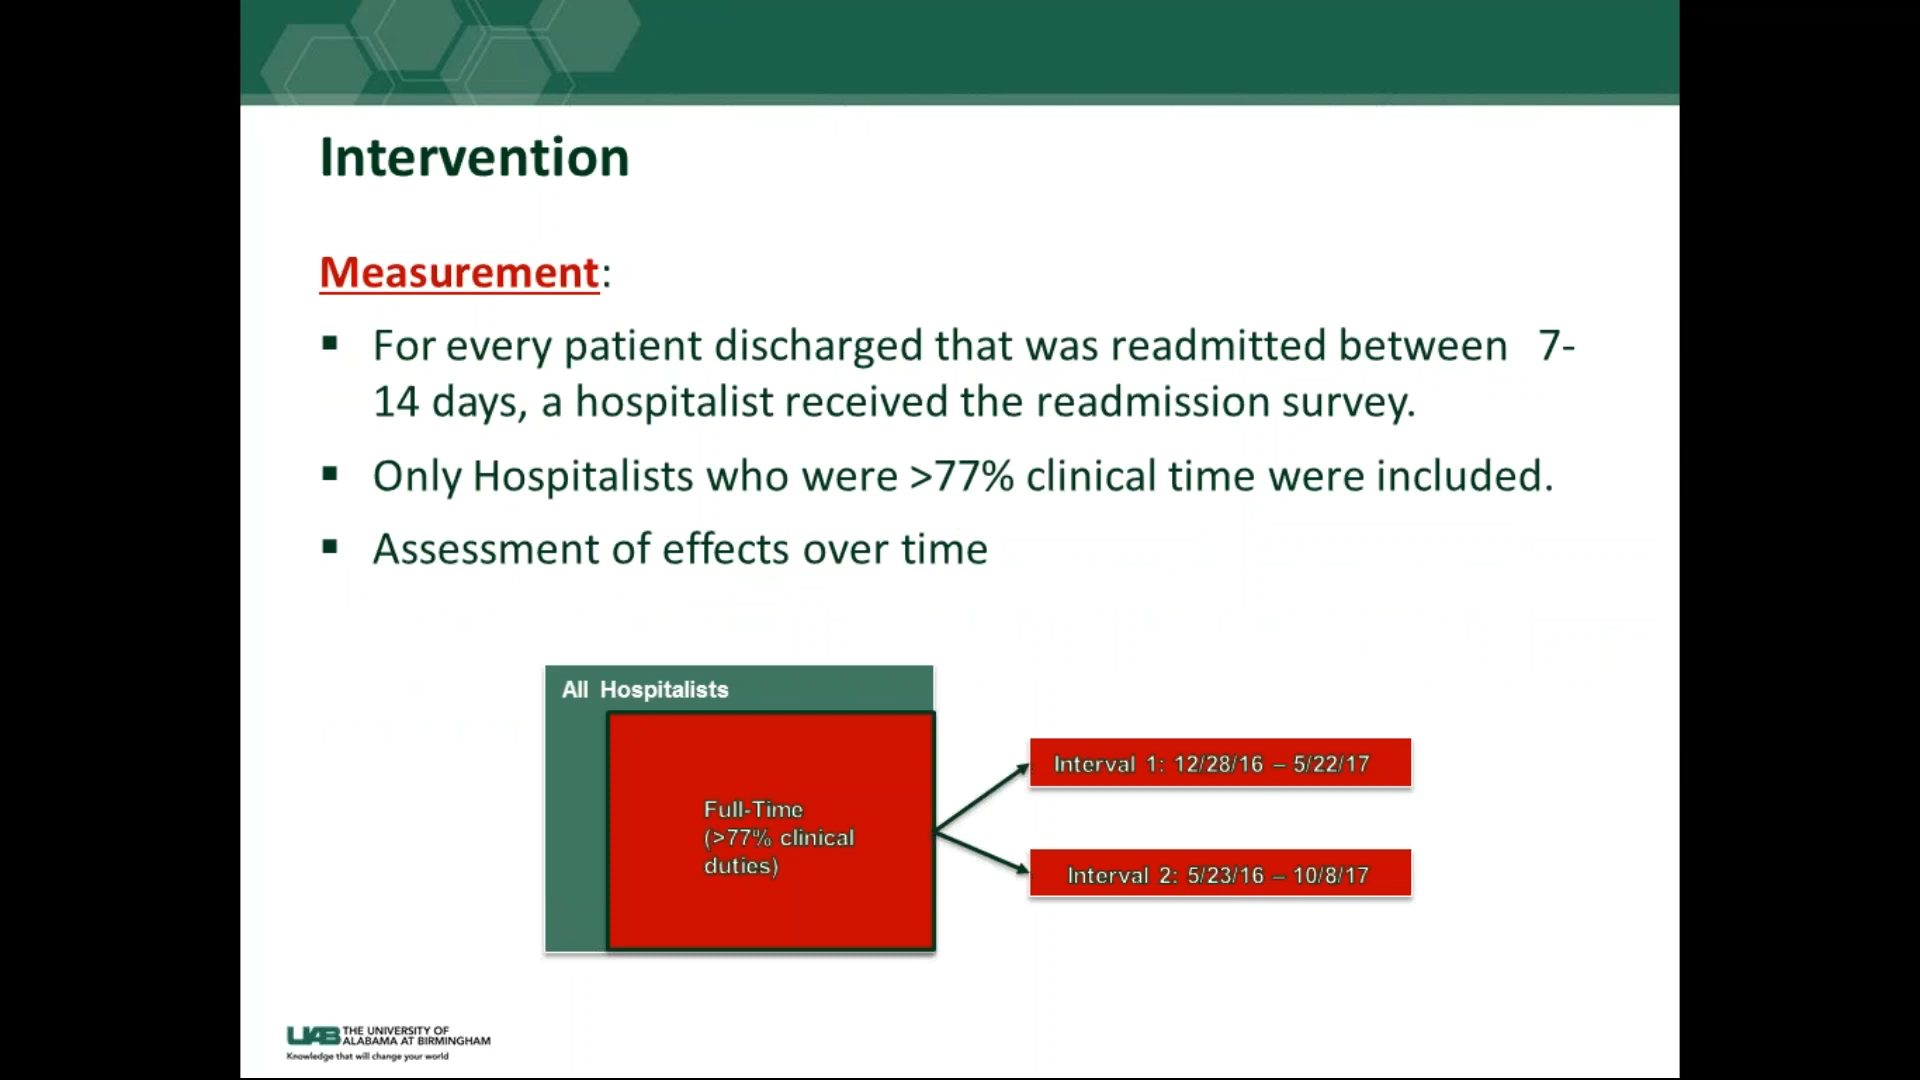 Intervention
Measurement:
▪ For every patient discharged that was readmitted between 7-
14 days, a hospitalist received the readmission survey.
▪ Only Hospitalists who were >77% clinical time were included.
▪ Assessment of effects over time
All Hospitalists
Full-Time
(>77% clinical
duties)
Interval 1: 12/28/16 – 5/22/17
Interval 2: 5/23/16 – 10/8/17
UAB THE UNIVERSITY OF
ALABAMA AT BIRMINGHAM
Knowledge that will change your world